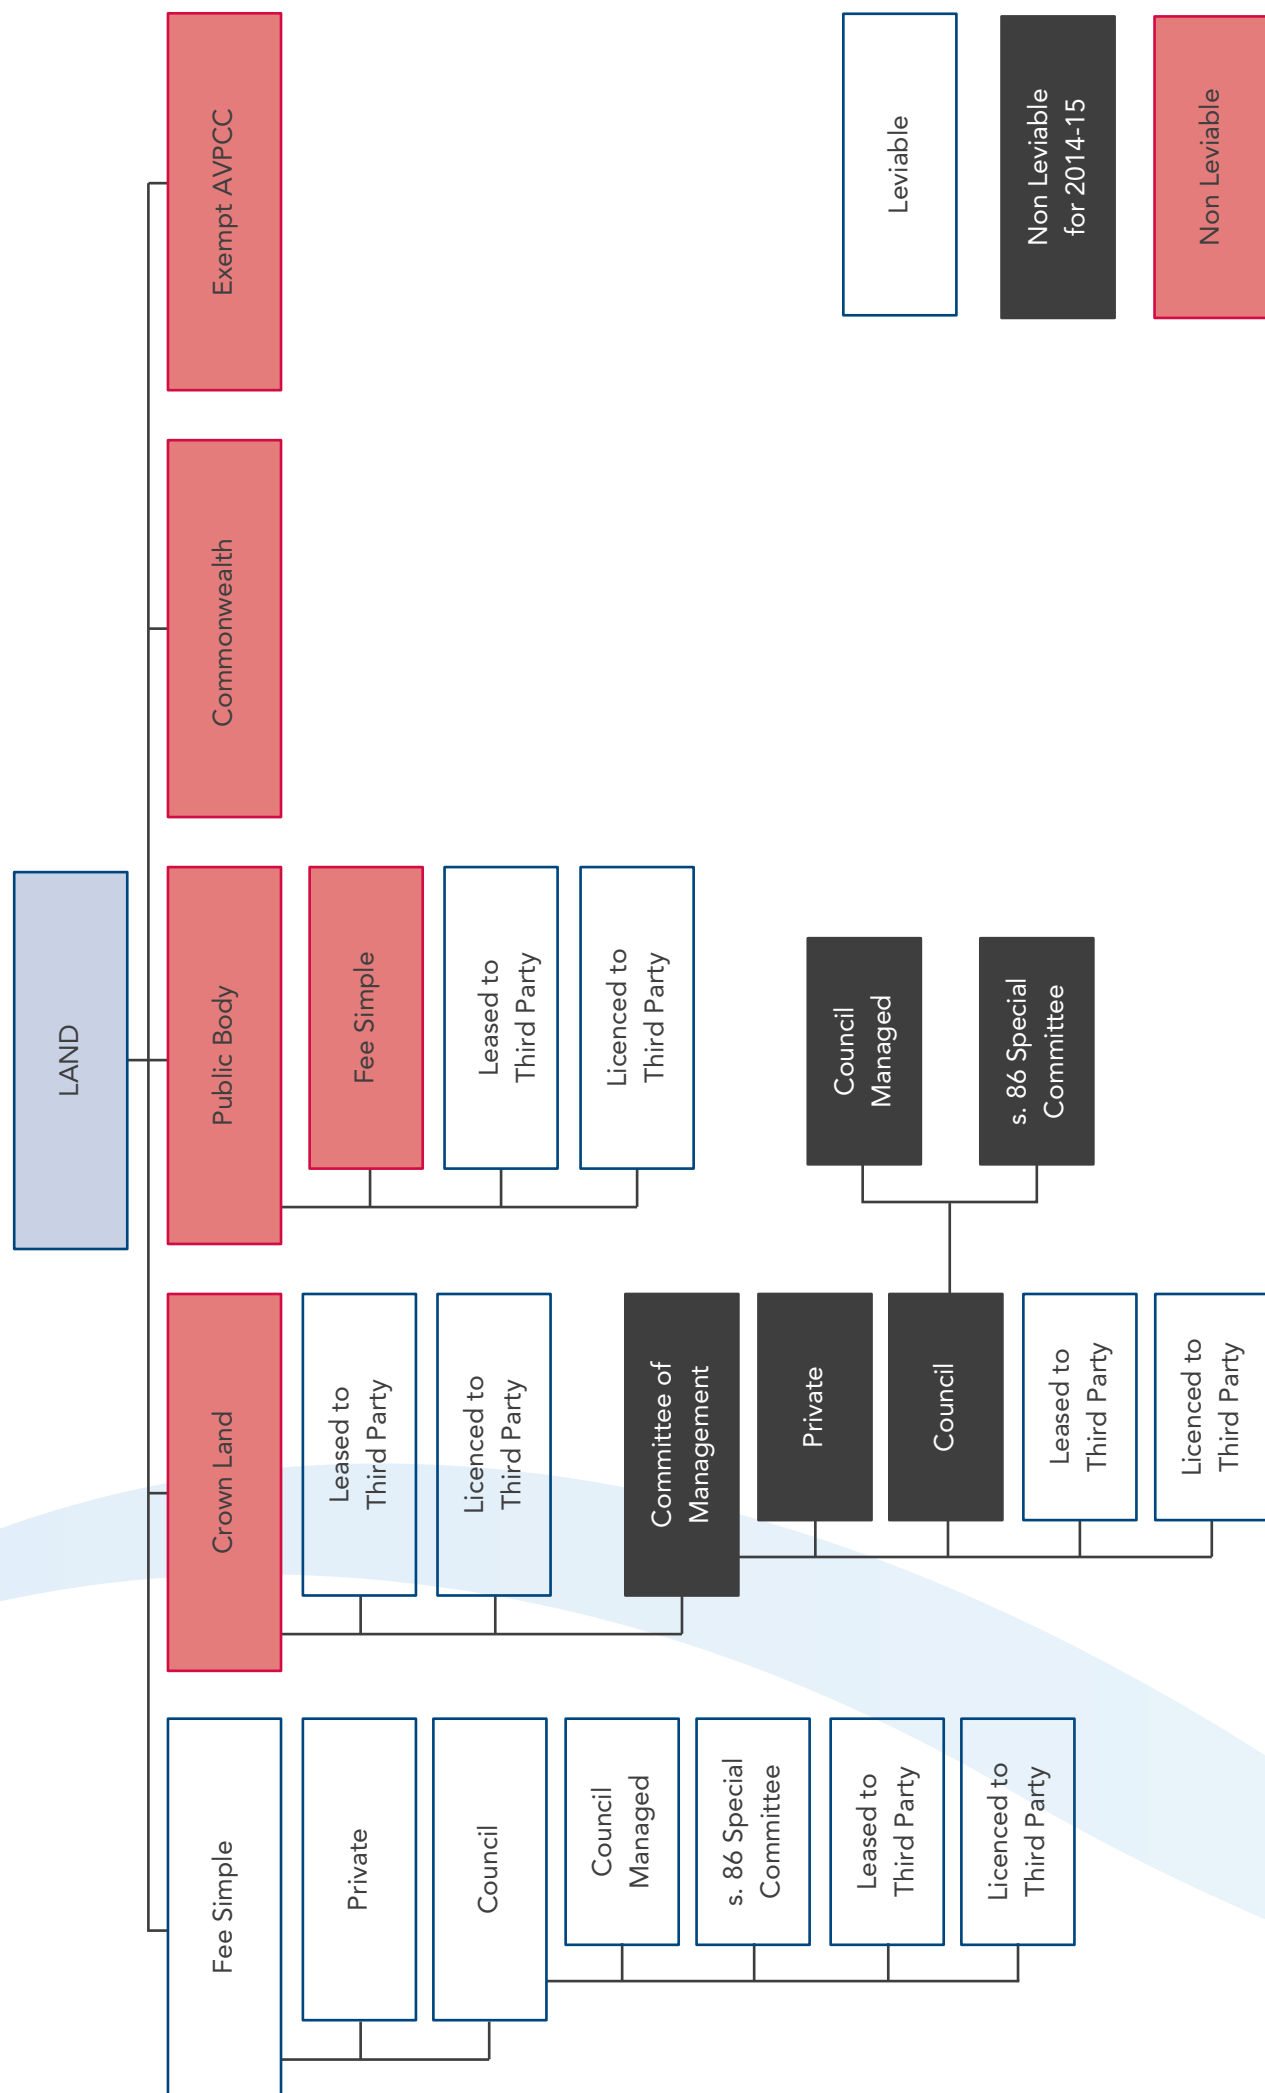 LAND
Fee Simple
Crown Land
Public Body
Commonwealth
Exempt AVPCC
Private
Council
Council
Managed
s. 86 Special
Committee
Leased to
Third Party
Licenced to
Third Party
Leased to
Third Party
Licenced to
Third Party
Committee of
Management
Private
Council
Leased to
Third Party
Licenced to
Third Party
Council
Managed
s. 86 Special
Committee
Fee Simple
Leased to
Third Party
Licenced to
Third Party
Leviable
Non Leviable
for 2014-15
Non Leviable